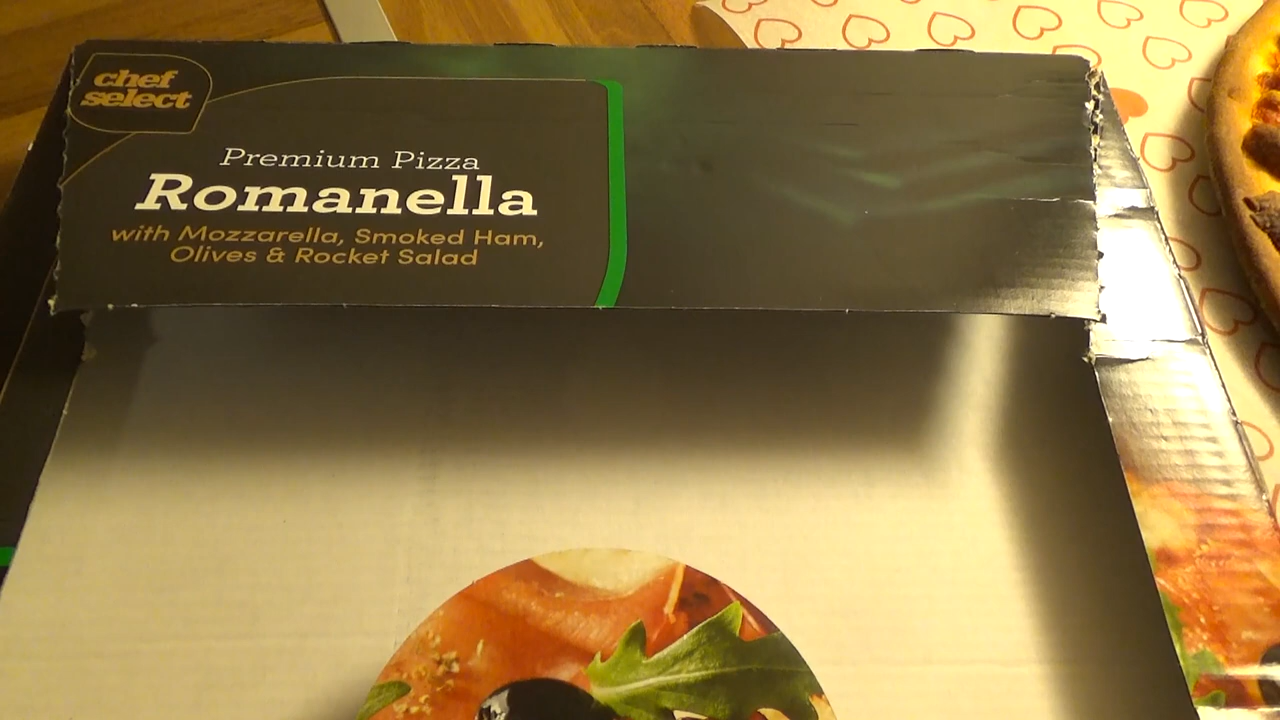 chef
select
Premium Pizza
Romanella
with Mozzarella, Smoked Ham,
Olives & Rocket Salad